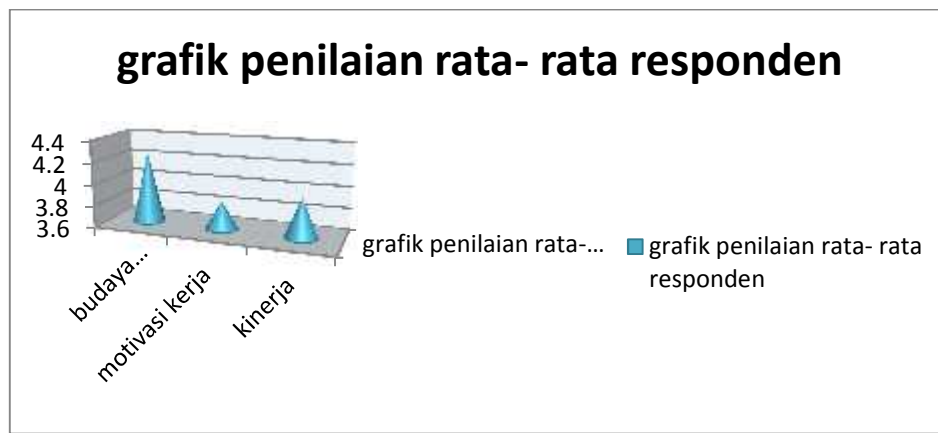 grafik penilaian rata- rata responden
4.4
4.2
4
3.8
3.6
budaya...
motivasi kerja
kinerja
grafik penilaian rata-...
grafik penilaian rata- rata
responden